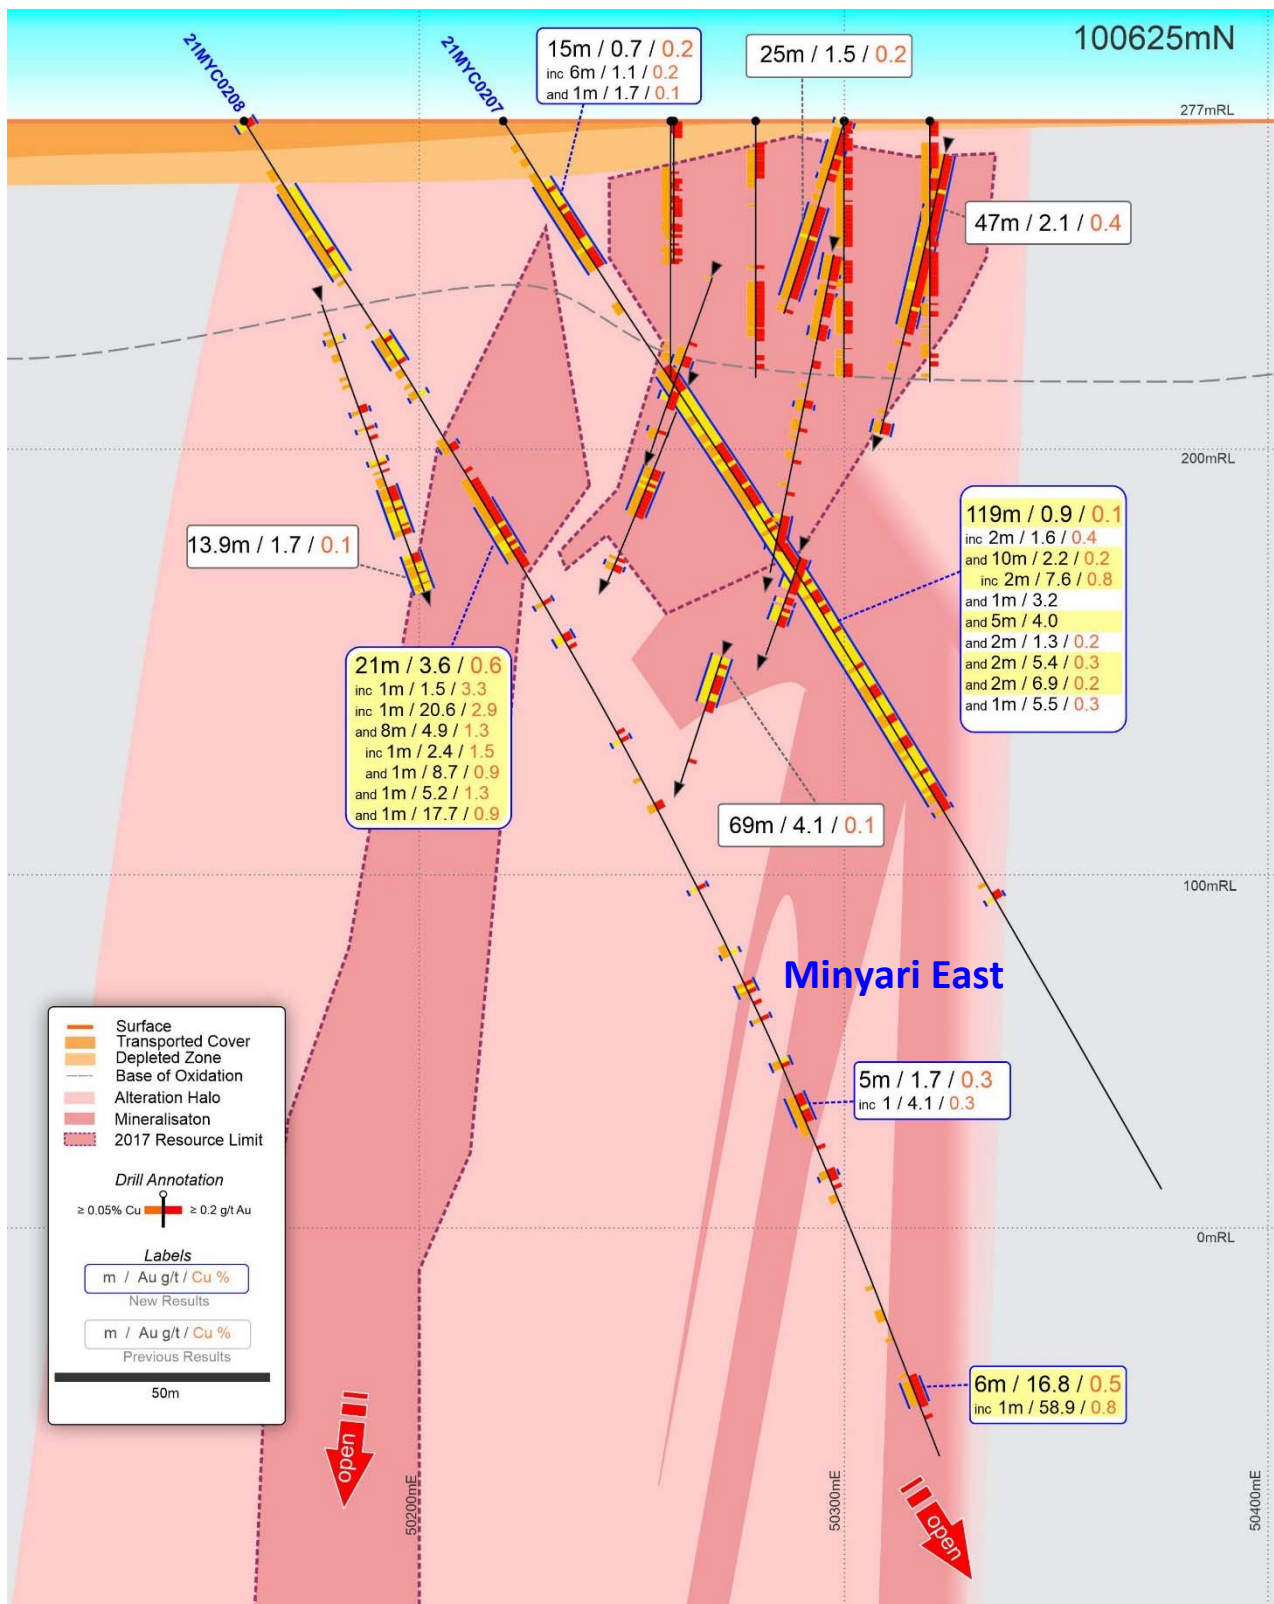 100625mN
21MYC0208
21MYC0207
15m / 0.7 / 0.2
inc 6m / 1.1 / 0.2
and 1m / 1.7 / 0.1
25m / 1.5 / 0.2
277mRL
47m / 2.1 / 0.4
200mRL
13.9m / 1.7 / 0.1
119m / 0.9 / 0.1
inc 2m / 1.6 / 0.4
and 10m / 2.2 / 0.2
inc 2m / 7.6 / 0.8
and 1m / 3.2
and 5m / 4.0
and 2m / 1.3 / 0.2
and 2m / 5.4 / 0.3
and 2m / 6.9 / 0.2
and 1m / 5.5 / 0.3
21m / 3.6 / 0.6
inc 1m / 1.5 / 3.3
inc 1m / 20.6 / 2.9
and 8m / 4.9 / 1.3
inc 1m / 2.4 / 1.5
and 1m / 8.7 / 0.9
and 1m / 5.2 / 1.3
and 1m / 17.7 / 0.9
69m / 4.1 / 0.1
100mRL
Minyari East
5m / 1.7 / 0.3
inc 1 / 4.1 / 0.3
0mRL
6m / 16.8 / 0.5
inc 1m / 58.9 / 0.8
Surface
Transported Cover
Depleted Zone
Base of Oxidation
Alteration Halo
Mineralisaton
2017 Resource Limit
Drill Annotation
≥ 0.05% Cu
≥ 0.2 g/t Au
Labels
m / Au g/t / Cu %
New Results
m / Au g/t / Cu %
Previous Results
50m
open
open
50200mE
50300mE
50400mE